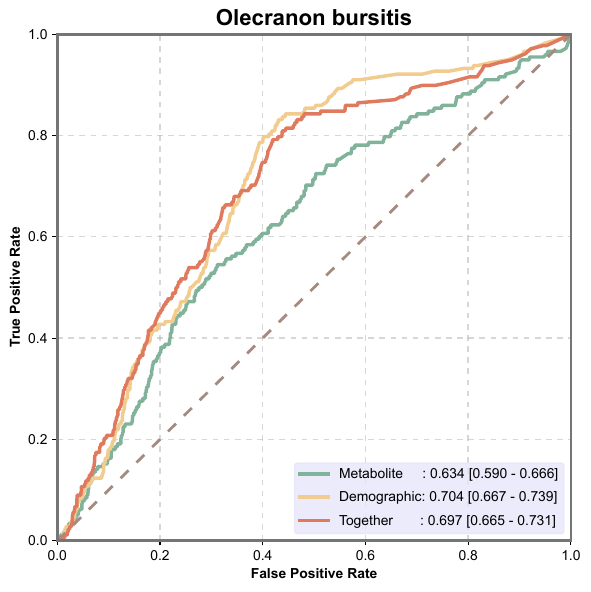 Olecranon bursitis
1.0
0.8
0.6
0.4
0.2
0.0
True Positive Rate
Metabolite : 0.634 [0.590 - 0.666]
Demographic: 0.704 [0.667 - 0.739]
Together : 0.697 [0.665 - 0.731]
0.0 0.2 0.4 0.6 0.8 1.0
False Positive Rate